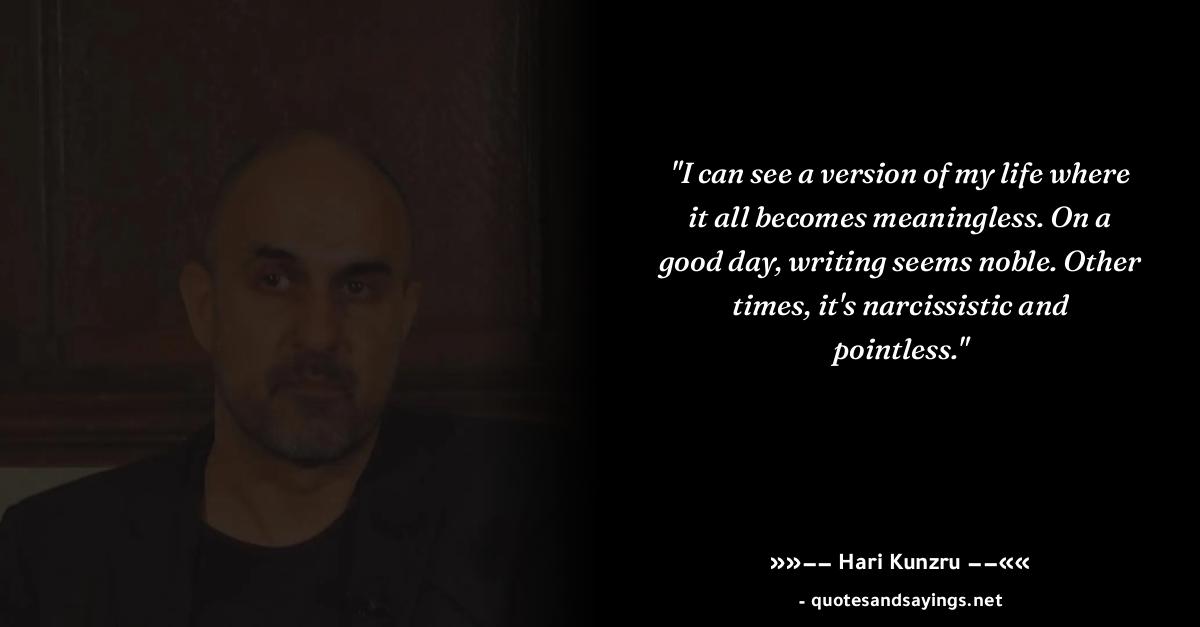 "I can see a version of my life where
it all becomes meaningless. On a
good day, writing seems noble. Other
times, it's narcissistic and
pointless."
»»–– Hari Kunzru ––««
- quotesandsayings.net